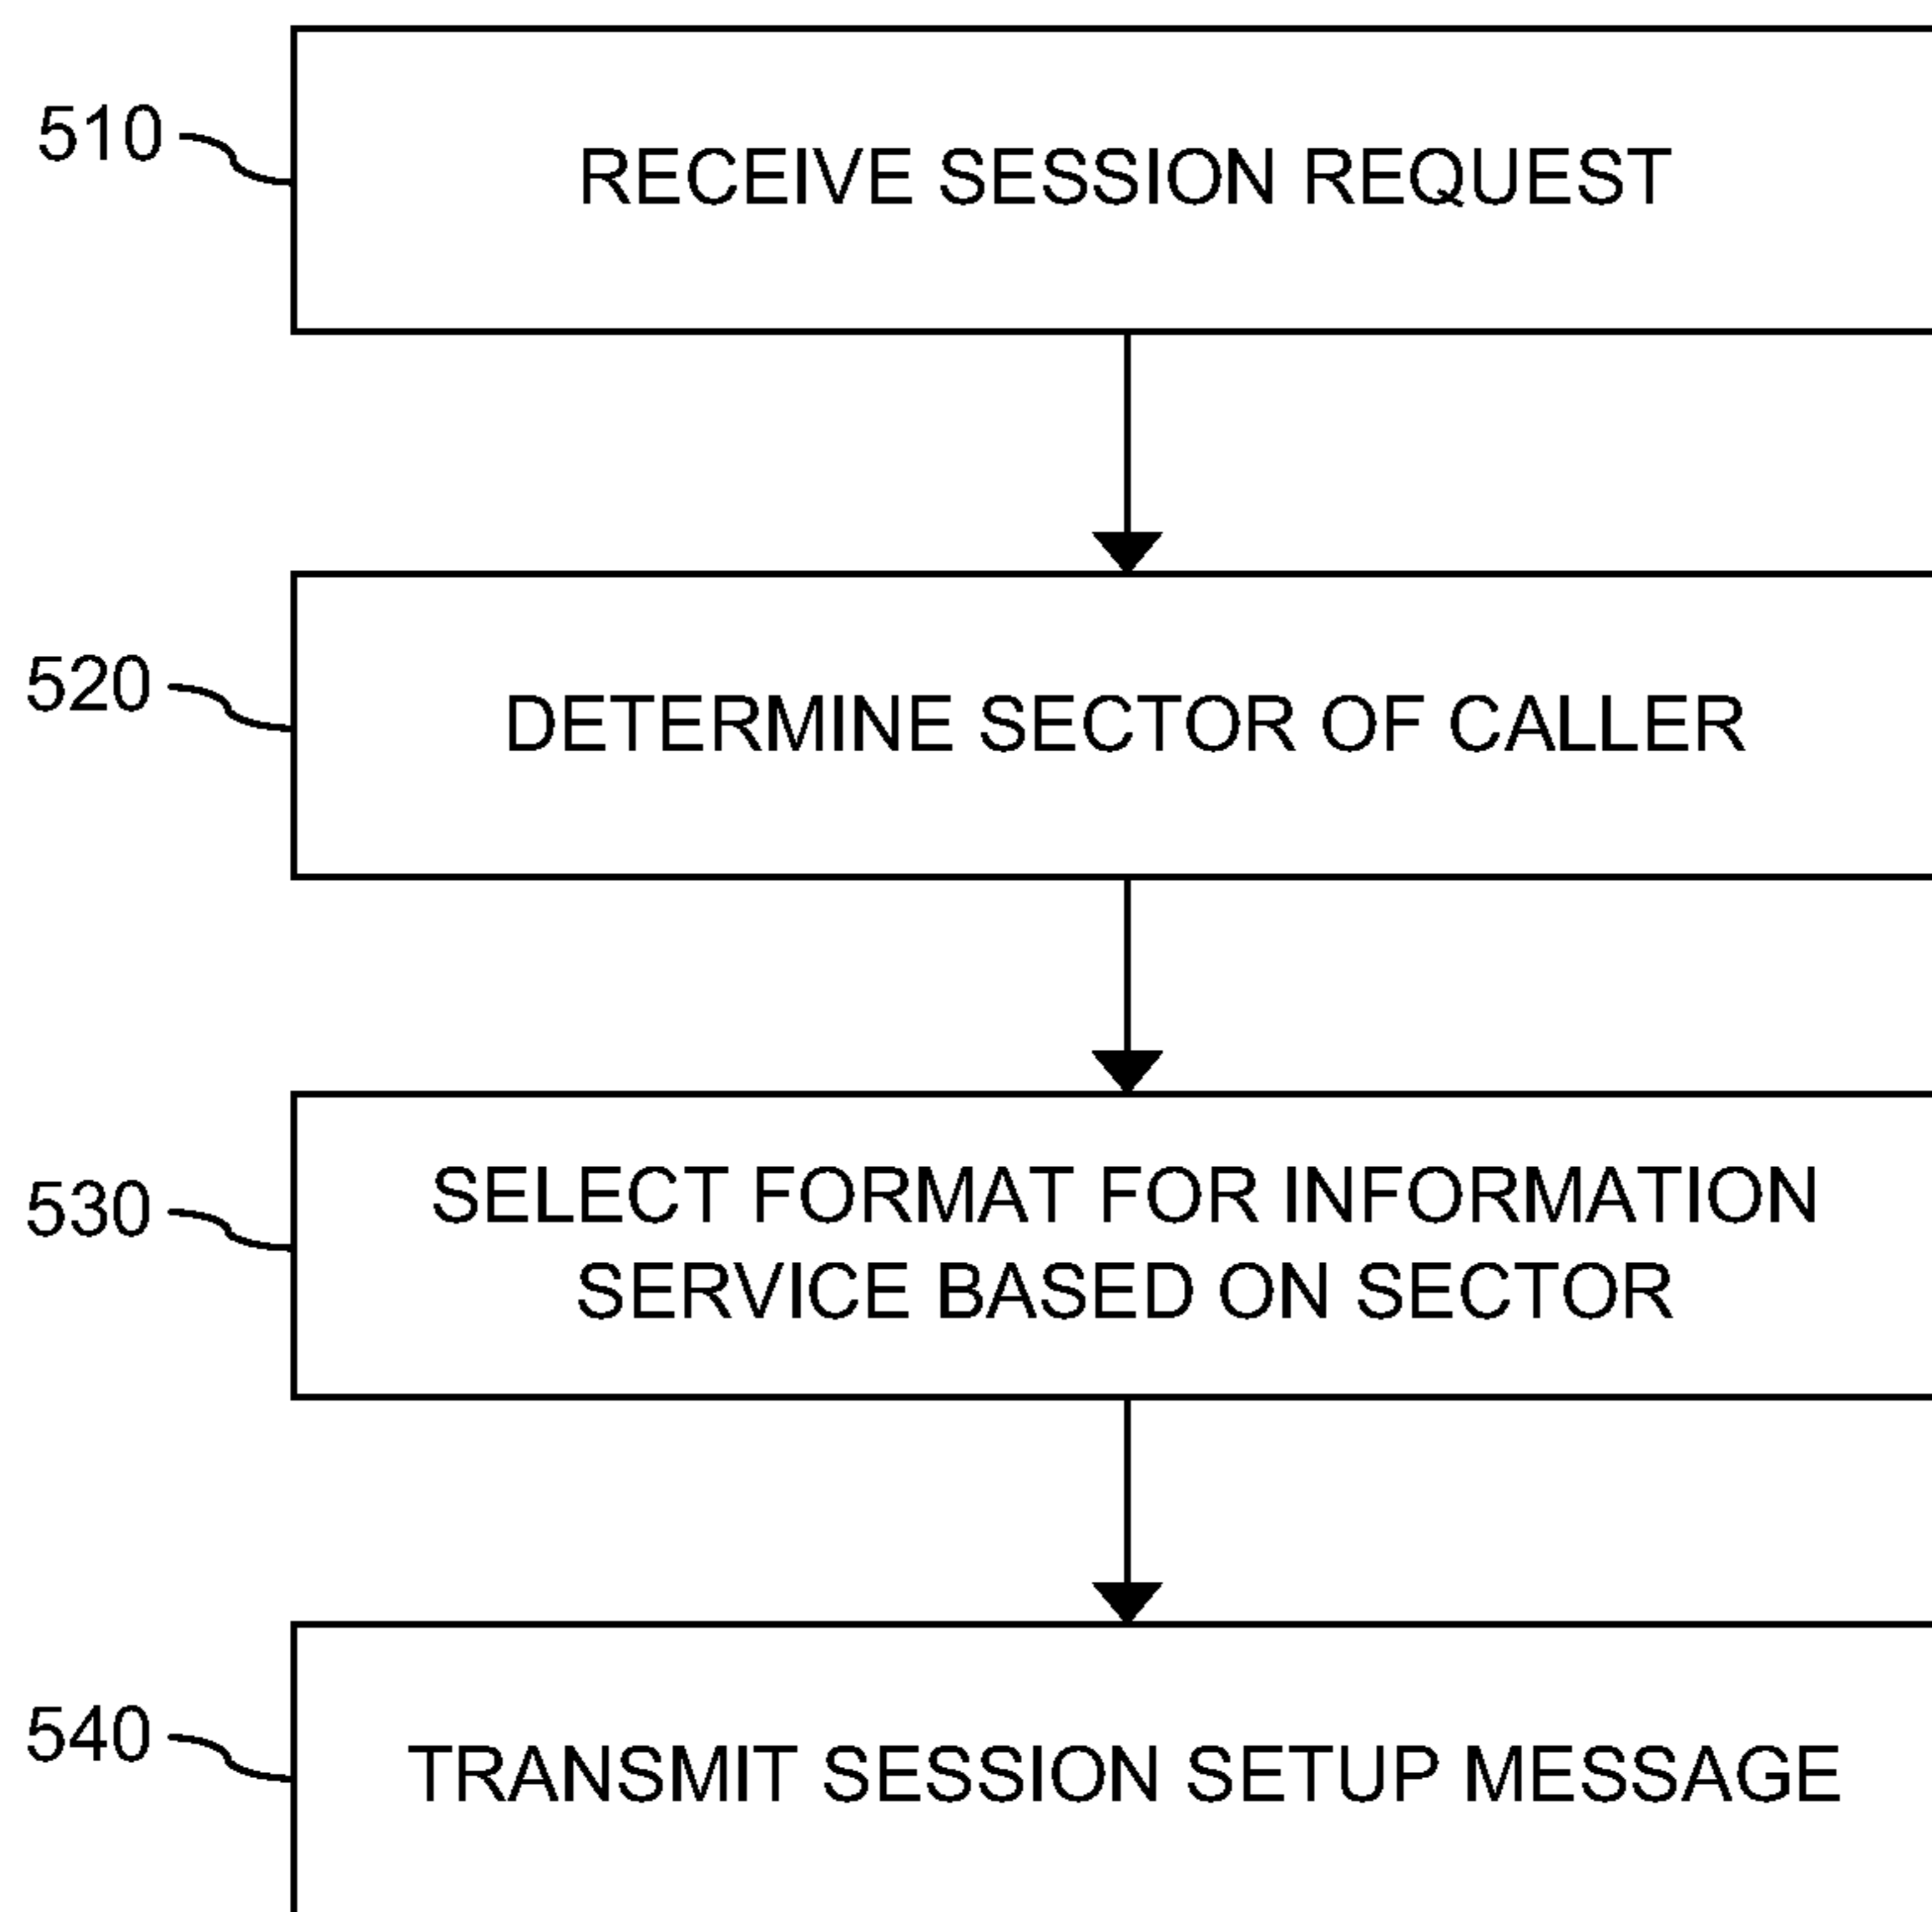 510
RECEIVE SESSION REQUEST
520
DETERMINE SECTOR OF CALLER
530
SELECT FORMAT FOR INFORMATION
SERVICE BASED ON SECTOR
540
TRANSMIT SESSION SETUP MESSAGE